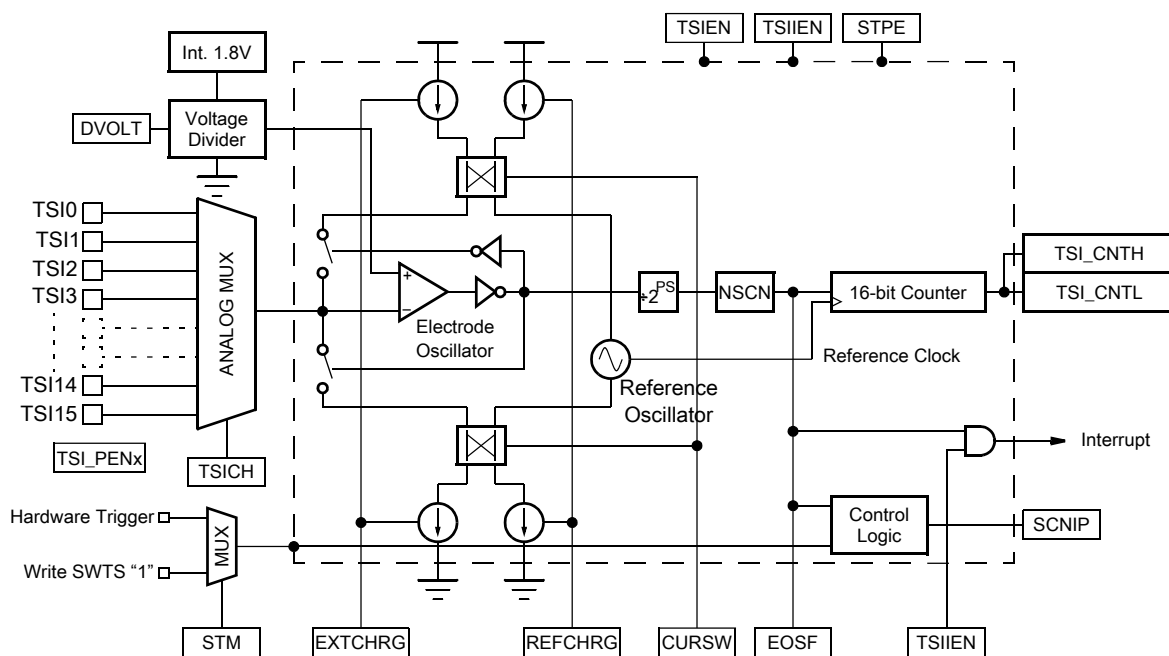 TSIEN
TSIIEN
STPE
Int. 1.8V
DVOLT
Voltage
Divider
TSI0
TSI1
TSI2
TSI3
TSI14
TSI15
ANALOG MUX
TSI_PENx
TSICH
+
−
Electrode
Oscillator
÷2PS
NSCN
16-bit Counter
TSI_CNTH
TSI_CNTL
Reference Clock
Reference
Oscillator
Interrupt
Hardware Trigger
Write SWTS “1”
MUX
Control
Logic
SCNIP
STM
EXTCHRG
REFCHRG
CURSW
EOSF
TSIIEN